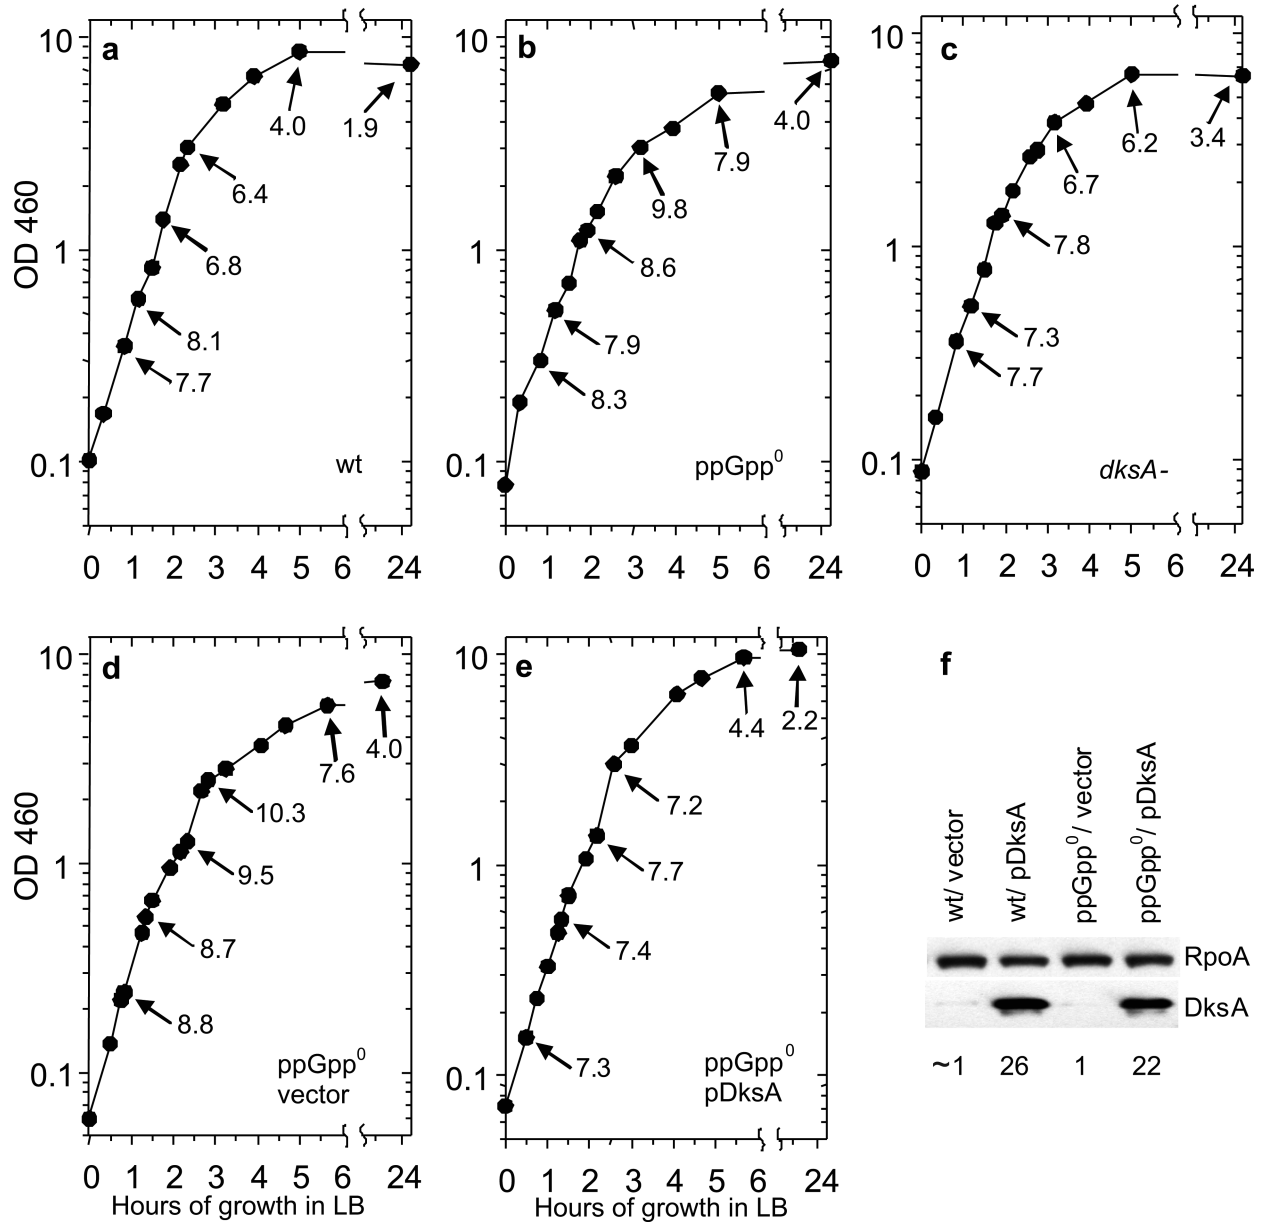 a
10
1
0.1
OD 460
7.7
8.1
6.8
6.4
4.0
1.9
wt
0 1 2 3 4 5 6 24
b
10
1
0.1
8.3
7.9
8.6
9.8
7.9
4.0
ppGpp⁰
0 1 2 3 4 5 6 24
c
10
1
0.1
7.7
7.3
7.8
6.7
6.2
3.4
dksA-
0 1 2 3 4 5 6 24
d
10
1
0.1
OD 460
8.8
8.7
9.5
10.3
7.6
4.0
ppGpp⁰
vector
0 1 2 3 4 5 6 24
Hours of growth in LB
e
10
1
0.1
7.3
7.4
7.7
7.2
4.4
2.2
ppGpp⁰
pDksA
0 1 2 3 4 5 6 24
Hours of growth in LB
f
wt/ vector
wt/ pDksA
ppGpp⁰/ vector
ppGpp⁰/ pDksA
RpoA
DksA
~1 26 1 22